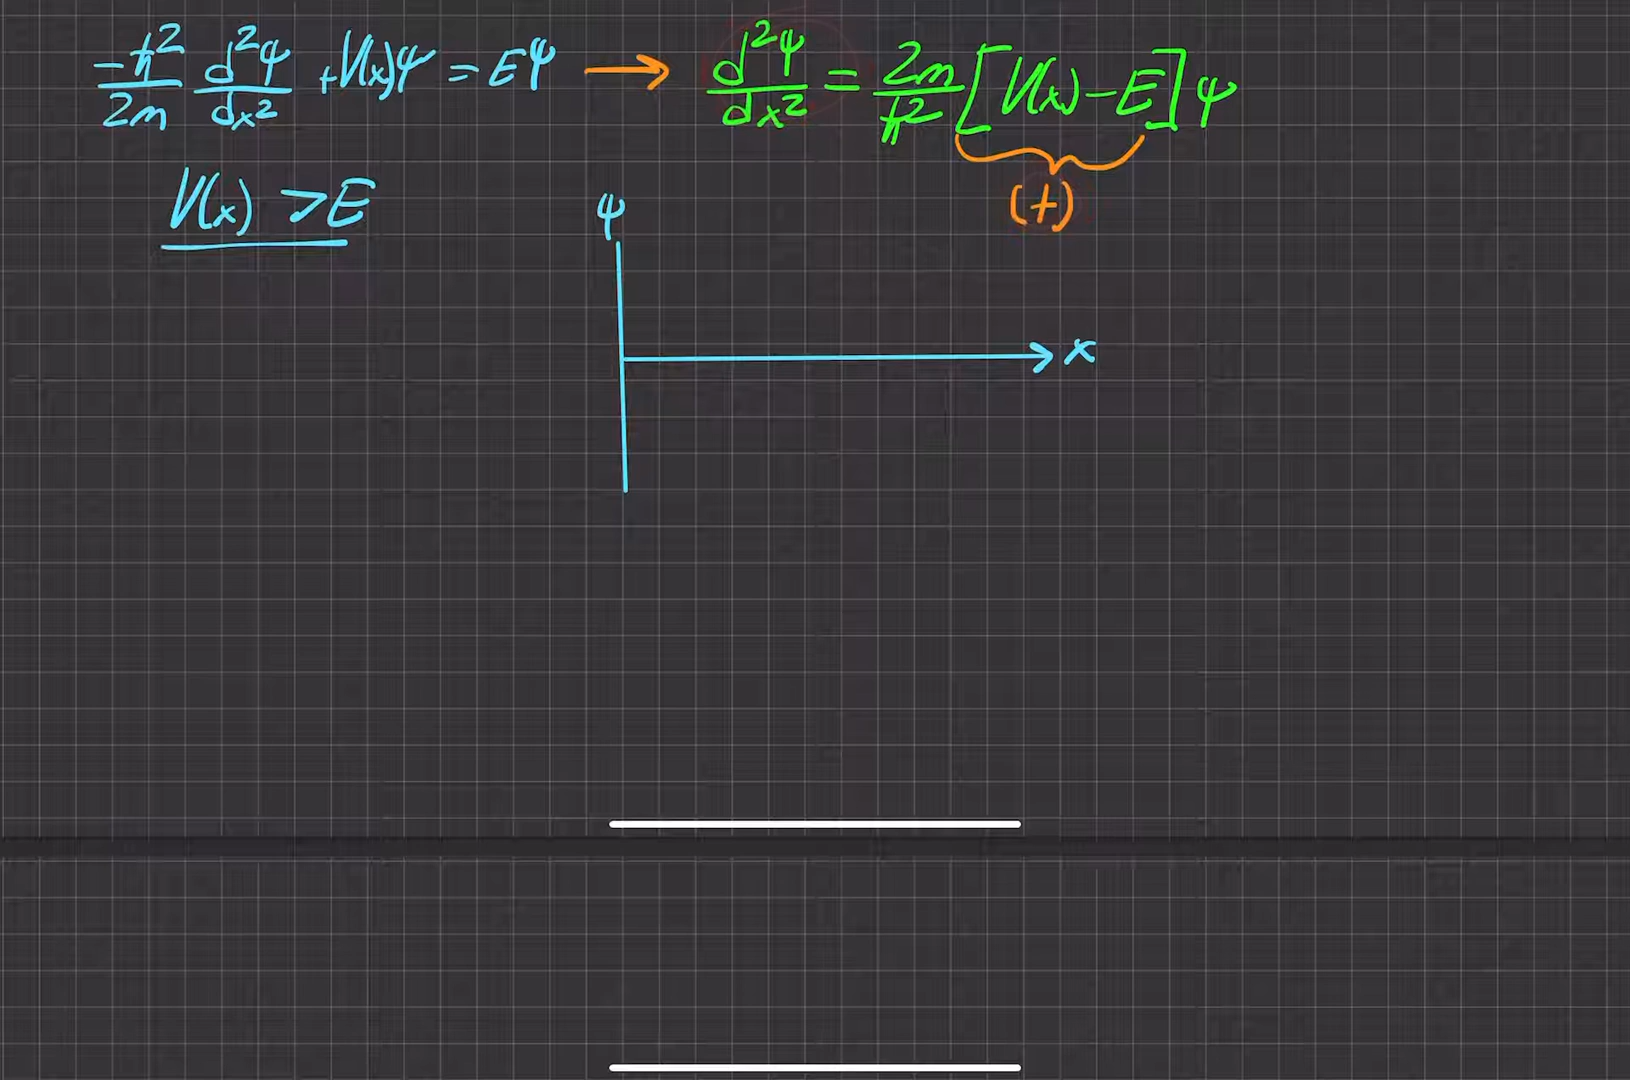 -ħ²/2m d²ψ/dx² + V(x)ψ = Eψ → d²ψ/dx² = 2m/ħ² [V(x) - E] ψ
(+)
V(x) > E
ψ
x